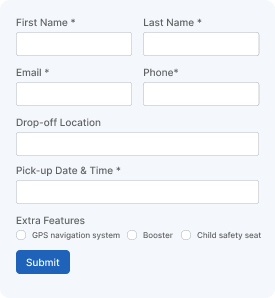 First Name * Last Name *
Email * Phone*
Drop-off Location
Pick-up Date & Time *
Extra Features
GPS navigation system Booster Child safety seat
Submit